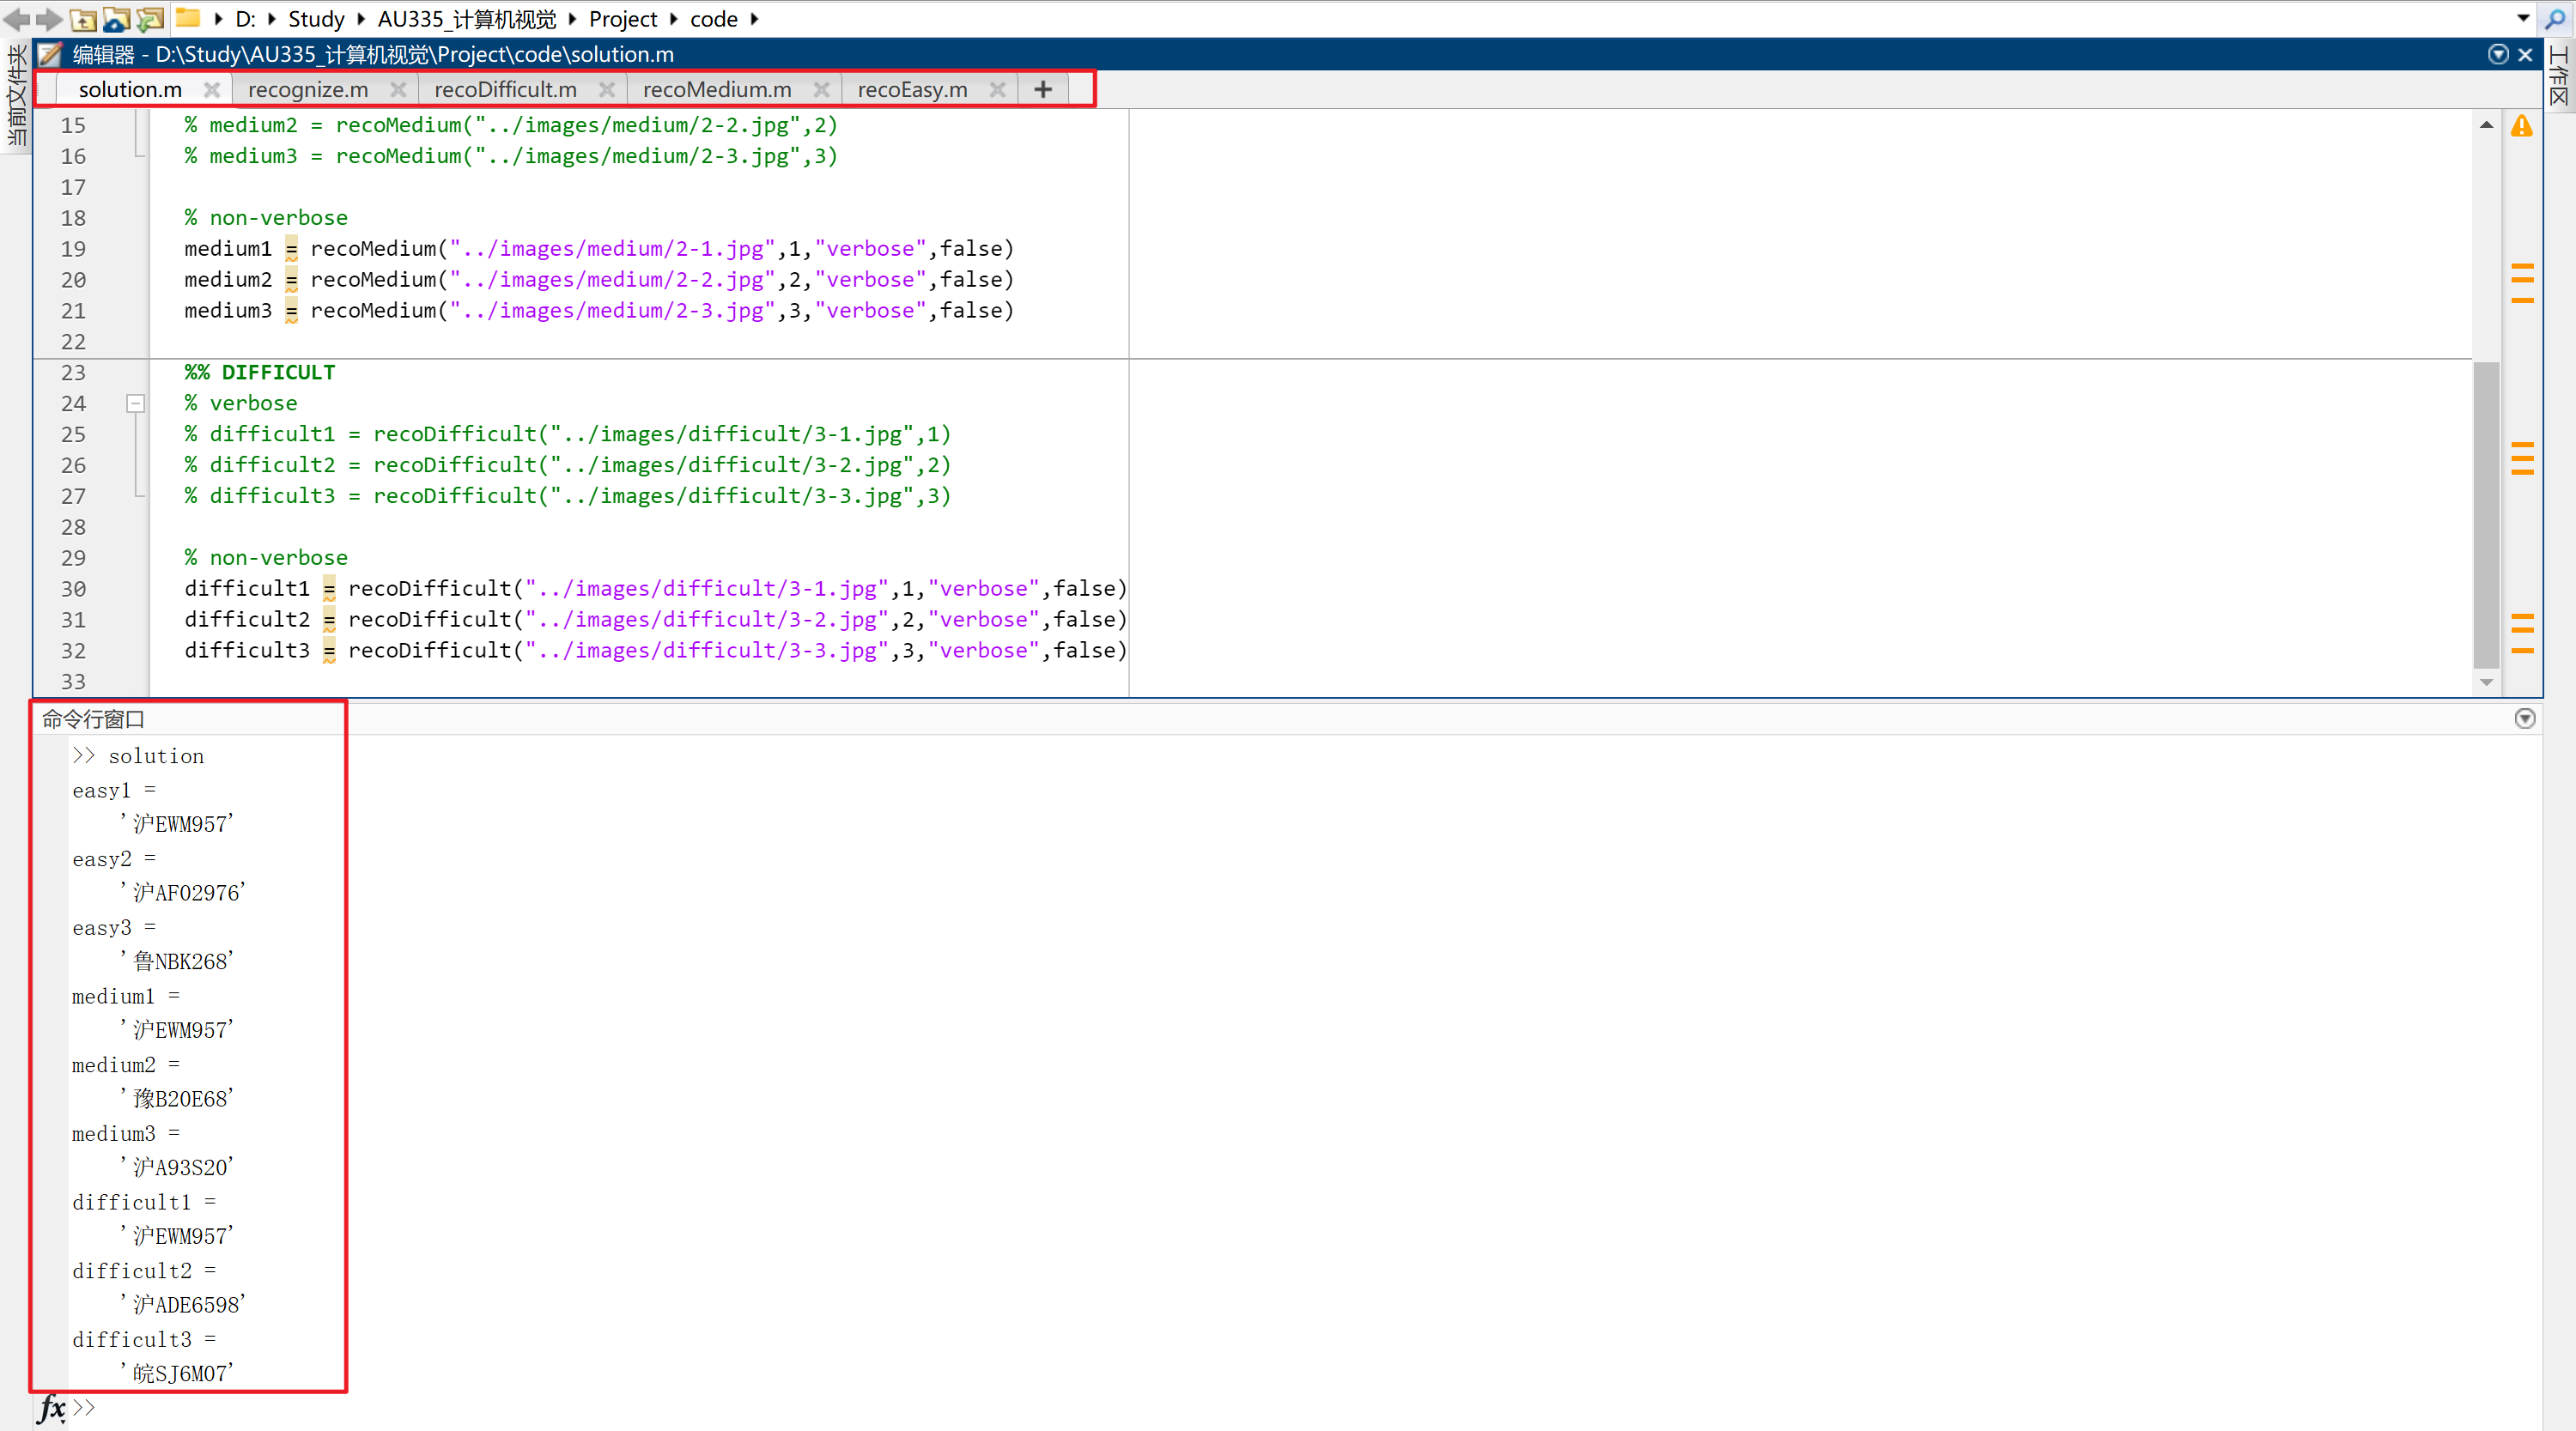 D: Study AU335_计算机视觉 Project code
编辑器 - D:\Study\AU335_计算机视觉\Project\code\solution.m
当前文件夹
工作区
solution.m recognize.m recoDifficult.m recoMedium.m recoEasy.m +
15 % medium2 = recoMedium("../images/medium/2-2.jpg",2)
16 % medium3 = recoMedium("../images/medium/2-3.jpg",3)
17
18 % non-verbose
19 medium1 = recoMedium("../images/medium/2-1.jpg",1,"verbose",false)
20 medium2 = recoMedium("../images/medium/2-2.jpg",2,"verbose",false)
21 medium3 = recoMedium("../images/medium/2-3.jpg",3,"verbose",false)
22
23 %% DIFFICULT
24 % verbose
25 % difficult1 = recoDifficult("../images/difficult/3-1.jpg",1)
26 % difficult2 = recoDifficult("../images/difficult/3-2.jpg",2)
27 % difficult3 = recoDifficult("../images/difficult/3-3.jpg",3)
28
29 % non-verbose
30 difficult1 = recoDifficult("../images/difficult/3-1.jpg",1,"verbose",false)
31 difficult2 = recoDifficult("../images/difficult/3-2.jpg",2,"verbose",false)
32 difficult3 = recoDifficult("../images/difficult/3-3.jpg",3,"verbose",false)
33
命令行窗口
>> solution
easy1 =
'沪EWM957'
easy2 =
'沪AF02976'
easy3 =
'鲁NBK268'
medium1 =
'沪EWM957'
medium2 =
'豫B20E68'
medium3 =
'沪A93S20'
difficult1 =
'沪EWM957'
difficult2 =
'沪ADE6598'
difficult3 =
'皖SJ6M07'
fx >>